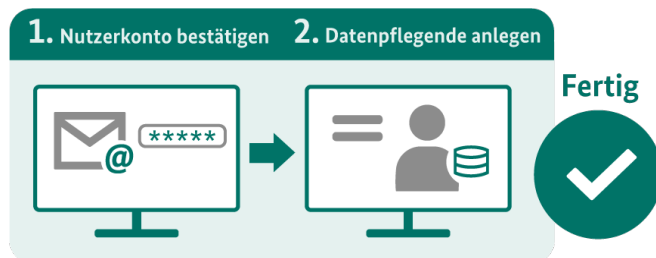 1. Nutzerkonto bestätigen 2. Datenpflegende anlegen
Fertig
@ *****